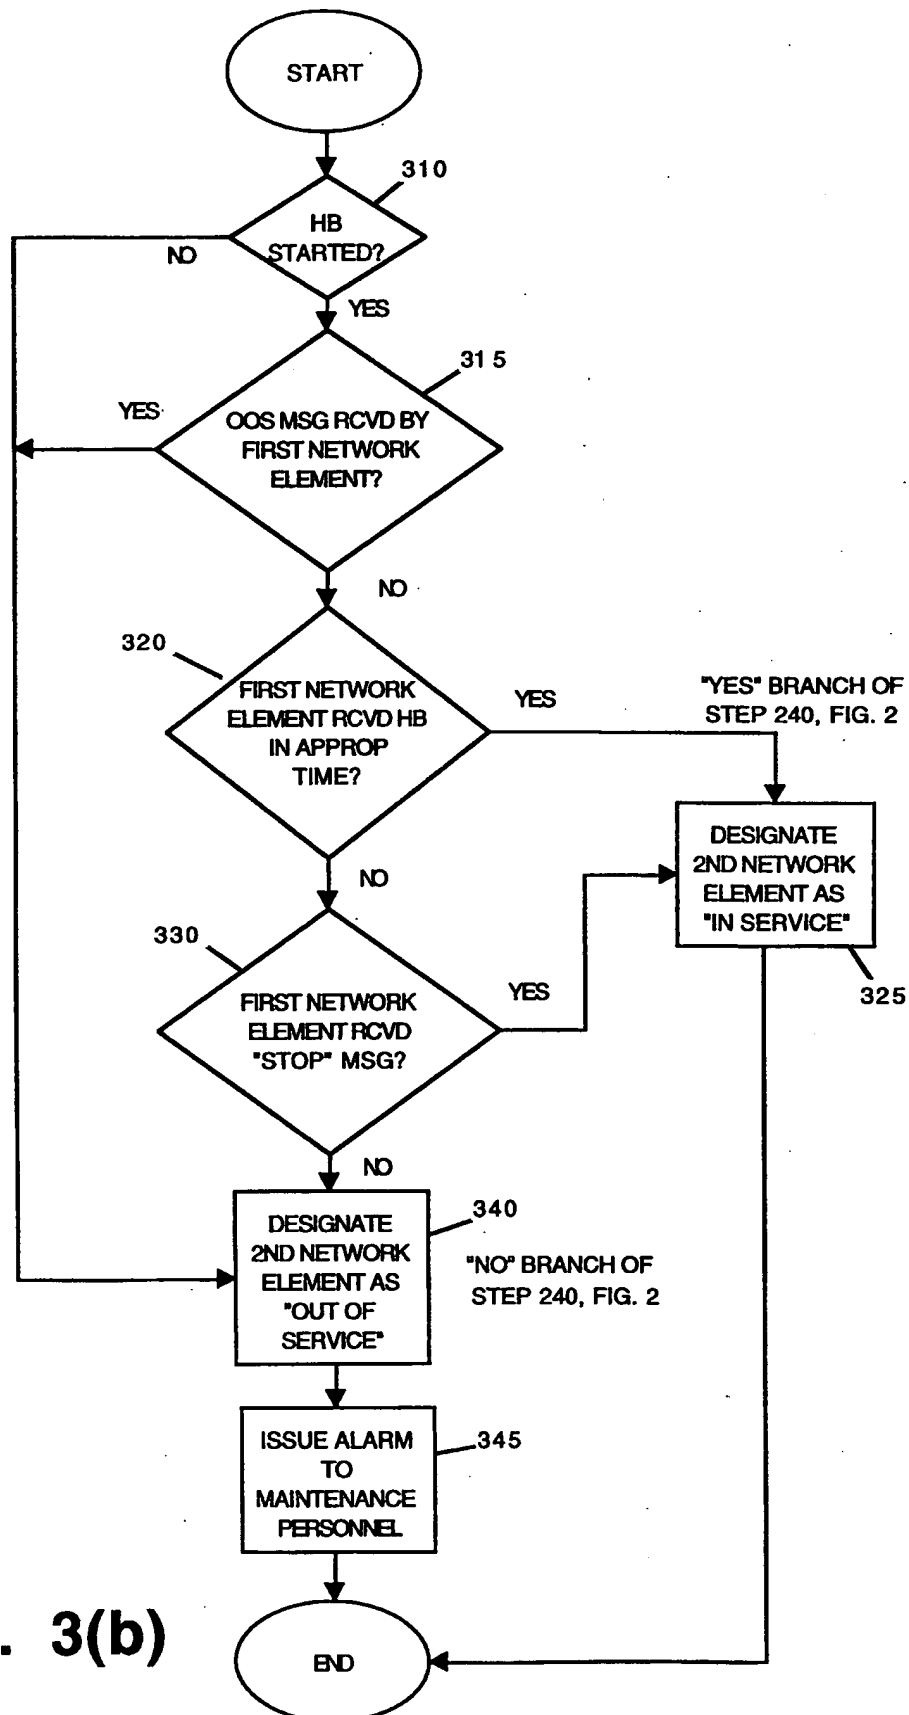 START
310
HB
STARTED?
NO
YES
315
OOS MSG RCVD BY
FIRST NETWORK
ELEMENT?
YES
NO
320
FIRST NETWORK
ELEMENT RCVD HB
IN APPROP
TIME?
YES
"YES" BRANCH OF
STEP 240, FIG. 2
DESIGNATE
2ND NETWORK
ELEMENT AS
"IN SERVICE"
325
NO
330
FIRST NETWORK
ELEMENT RCVD
"STOP" MSG?
YES
NO
340
DESIGNATE
2ND NETWORK
ELEMENT AS
"OUT OF
SERVICE"
"NO" BRANCH OF
STEP 240, FIG. 2
345
ISSUE ALARM
TO
MAINTENANCE
PERSONNEL
. 3(b)
END